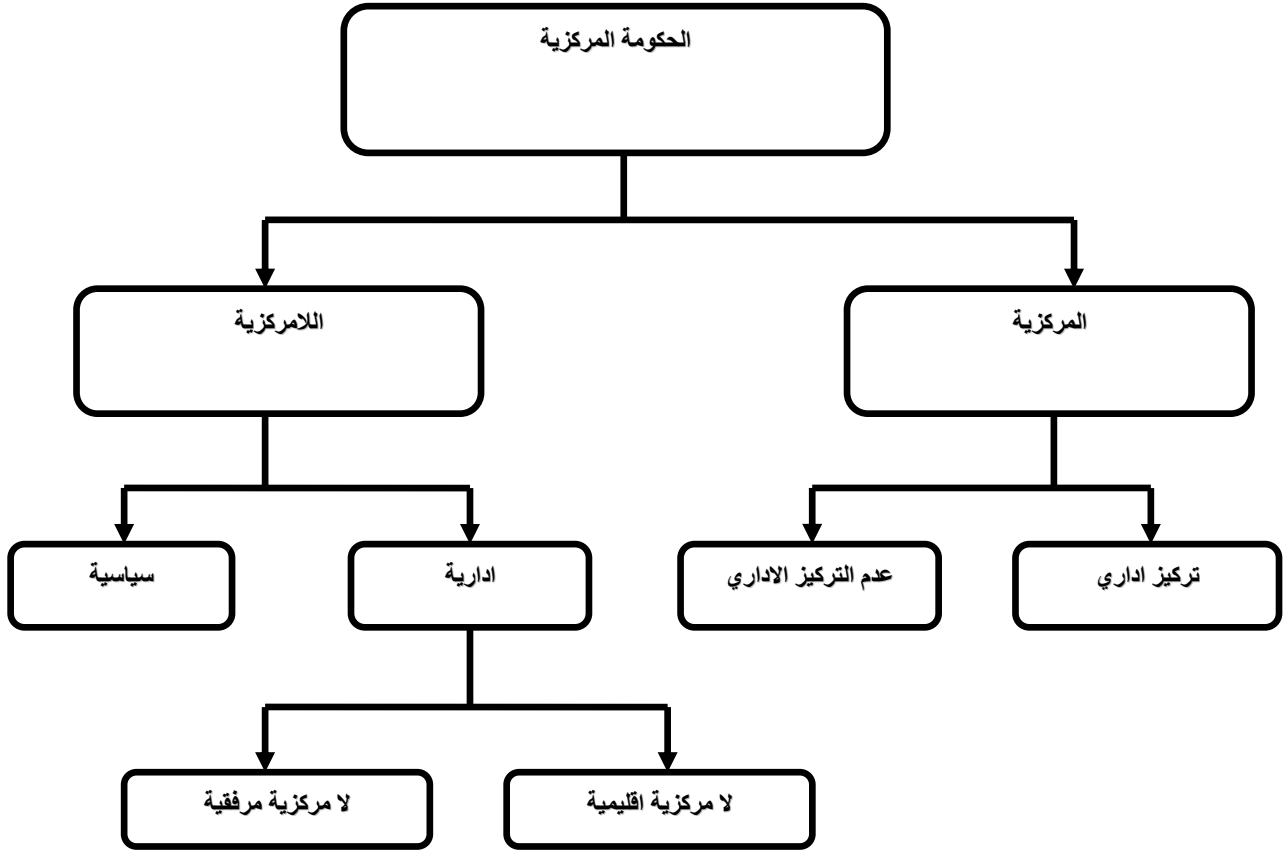 الحكومة المركزية
المركزية
اللامركزية
تركيز اداري
عدم التركيز الاداري
ادارية
سياسية
لا مركزية اقليمية
لا مركزية مرفقية